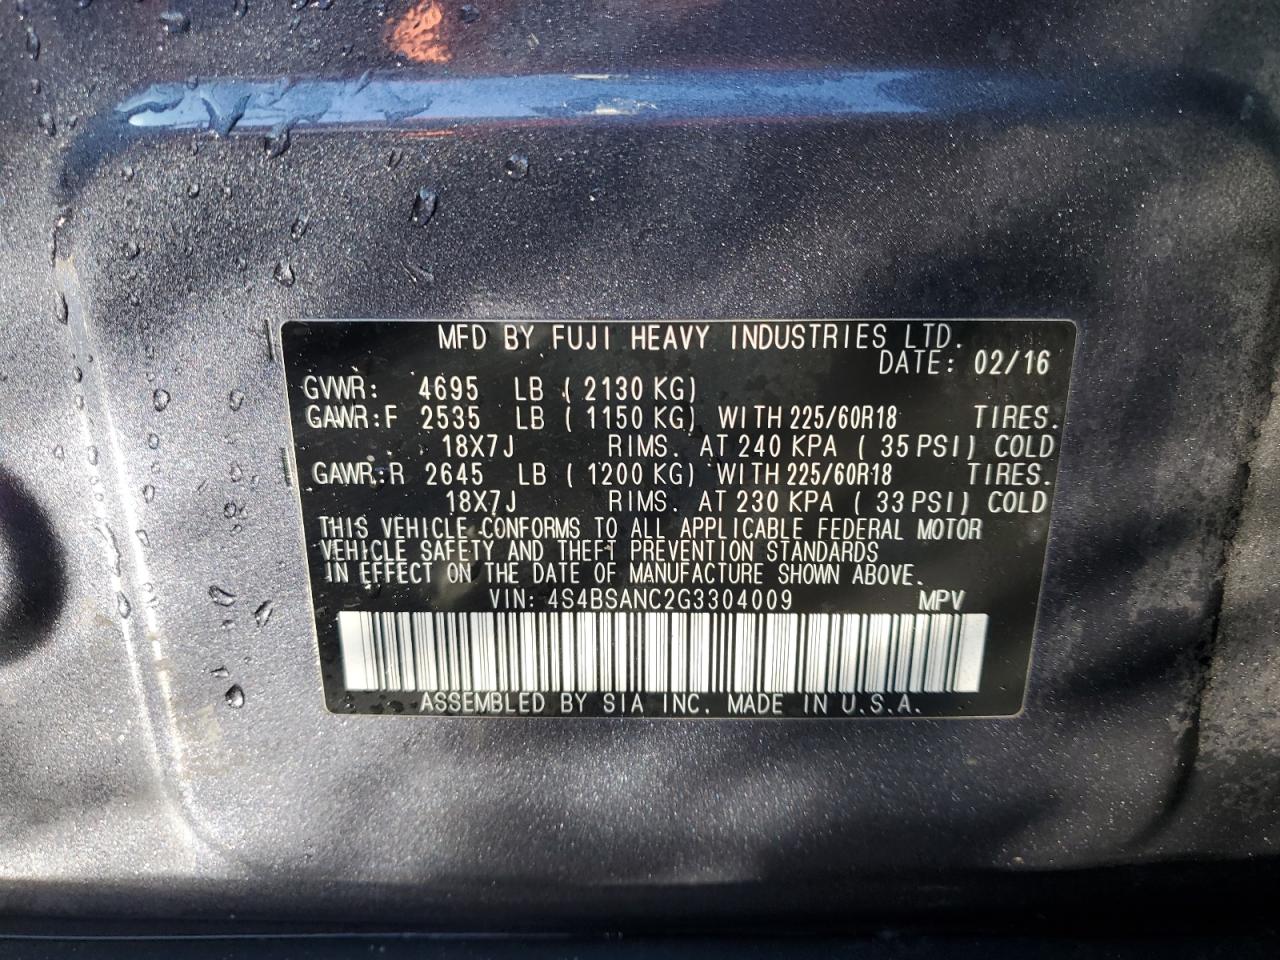 MFD BY FUJI HEAVY INDUSTRIES LTD.
DATE: 02/16
GVWR: 4695 LB ( 2130 KG)
GAWR:F 2535 LB ( 1150 KG) WITH 225/60R18 TIRES.
18X7J RIMS. AT 240 KPA ( 35 PSI) COLD
GAWR:R 2645 LB ( 1200 KG) WITH 225/60R18 TIRES.
18X7J RIMS. AT 230 KPA ( 33 PSI) COLD
THIS VEHICLE CONFORMS TO ALL APPLICABLE FEDERAL MOTOR
VEHICLE SAFETY AND THEFT PREVENTION STANDARDS
IN EFFECT ON THE DATE OF MANUFACTURE SHOWN ABOVE.
VIN: 4S4BSANC2G3304009 MPV
ASSEMBLED BY SIA INC. MADE IN U.S.A.